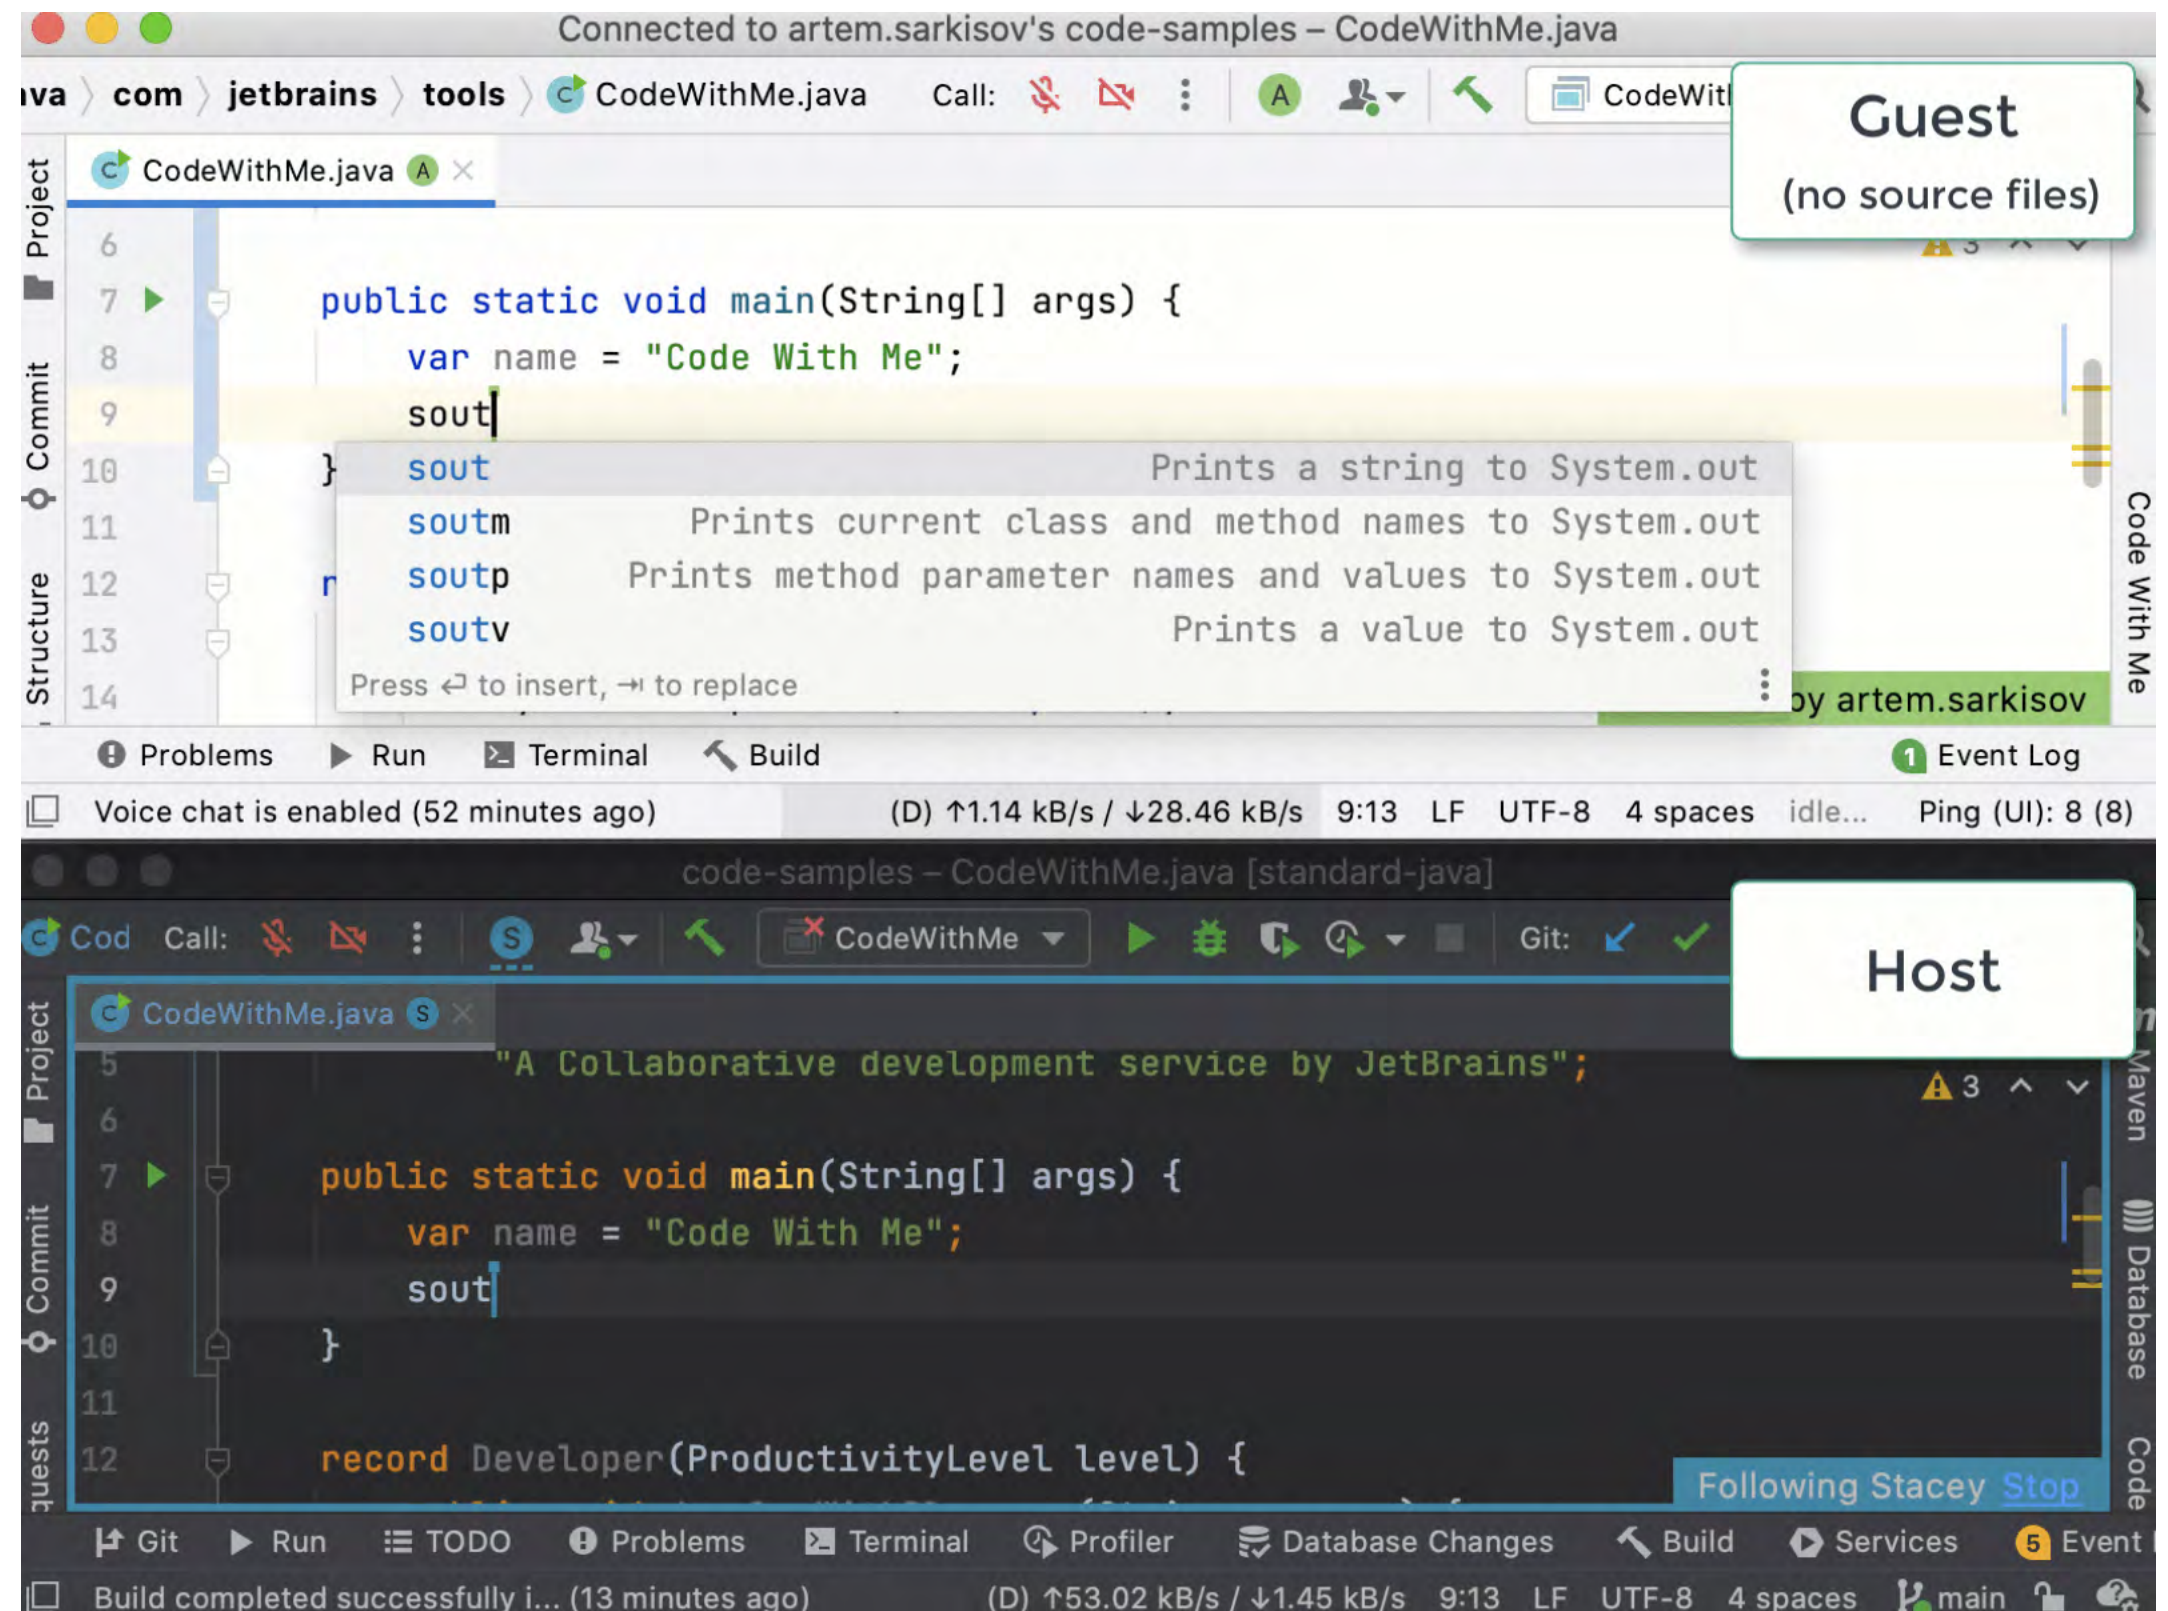 Connected to artem.sarkisov's code-samples – CodeWithMe.java
com jetbrains tools CodeWithMe.java Call: A
Guest
(no source files)
CodeWithMe.java A
Project
Commit
Structure
6
7 public static void main(String[] args) {
8 var name = "Code With Me";
9 sout
10 }
11
12
13
14
3
sout Prints a string to System.out
soutm Prints current class and method names to System.out
soutp Prints method parameter names and values to System.out
soutv Prints a value to System.out
Press ↩ to insert, ⇥ to replace
by artem.sarkisov
Code With Me
Problems Run Terminal Build 1 Event Log
Voice chat is enabled (52 minutes ago) (D) ↑1.14 kB/s / ↓28.46 kB/s 9:13 LF UTF-8 4 spaces idle... Ping (UI): 8 (8)
code-samples – CodeWithMe.java [standard-java]
Cod Call: S CodeWithMe Git:
Host
CodeWithMe.java S
Project
Commit
5 "A Collaborative development service by JetBrains";
6
7 public static void main(String[] args) {
8 var name = "Code With Me";
9 sout
10 }
11
12 record Developer(ProductivityLevel level) {
3
Maven
Database
Code
Following Stacey Stop
Git Run TODO Problems Terminal Profiler Database Changes Build Services 5 Event
Build completed successfully i... (13 minutes ago) (D) ↑53.02 kB/s / ↓1.45 kB/s 9:13 LF UTF-8 4 spaces main